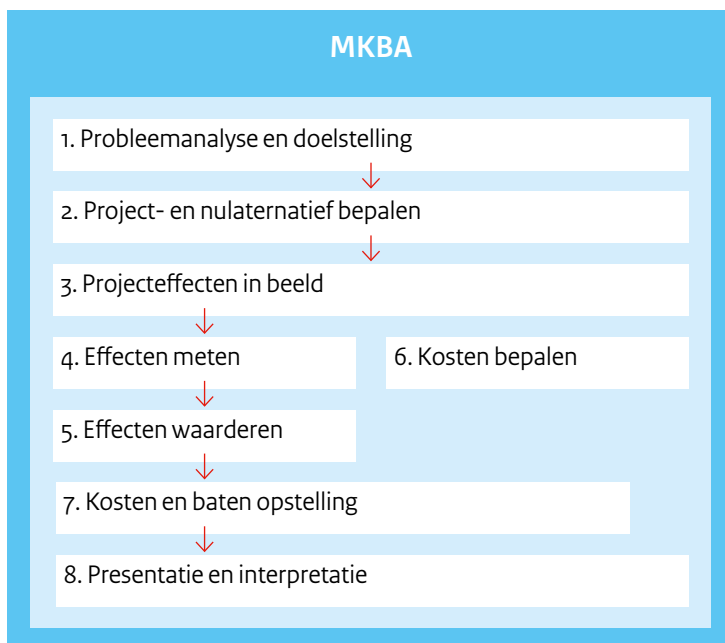 MKBA
1. Probleemanalyse en doelstelling
2. Project- en nulaternatief bepalen
3. Projecteffecten in beeld
4. Effecten meten
6. Kosten bepalen
5. Effecten waarderen
7. Kosten en baten opstelling
8. Presentatie en interpretatie